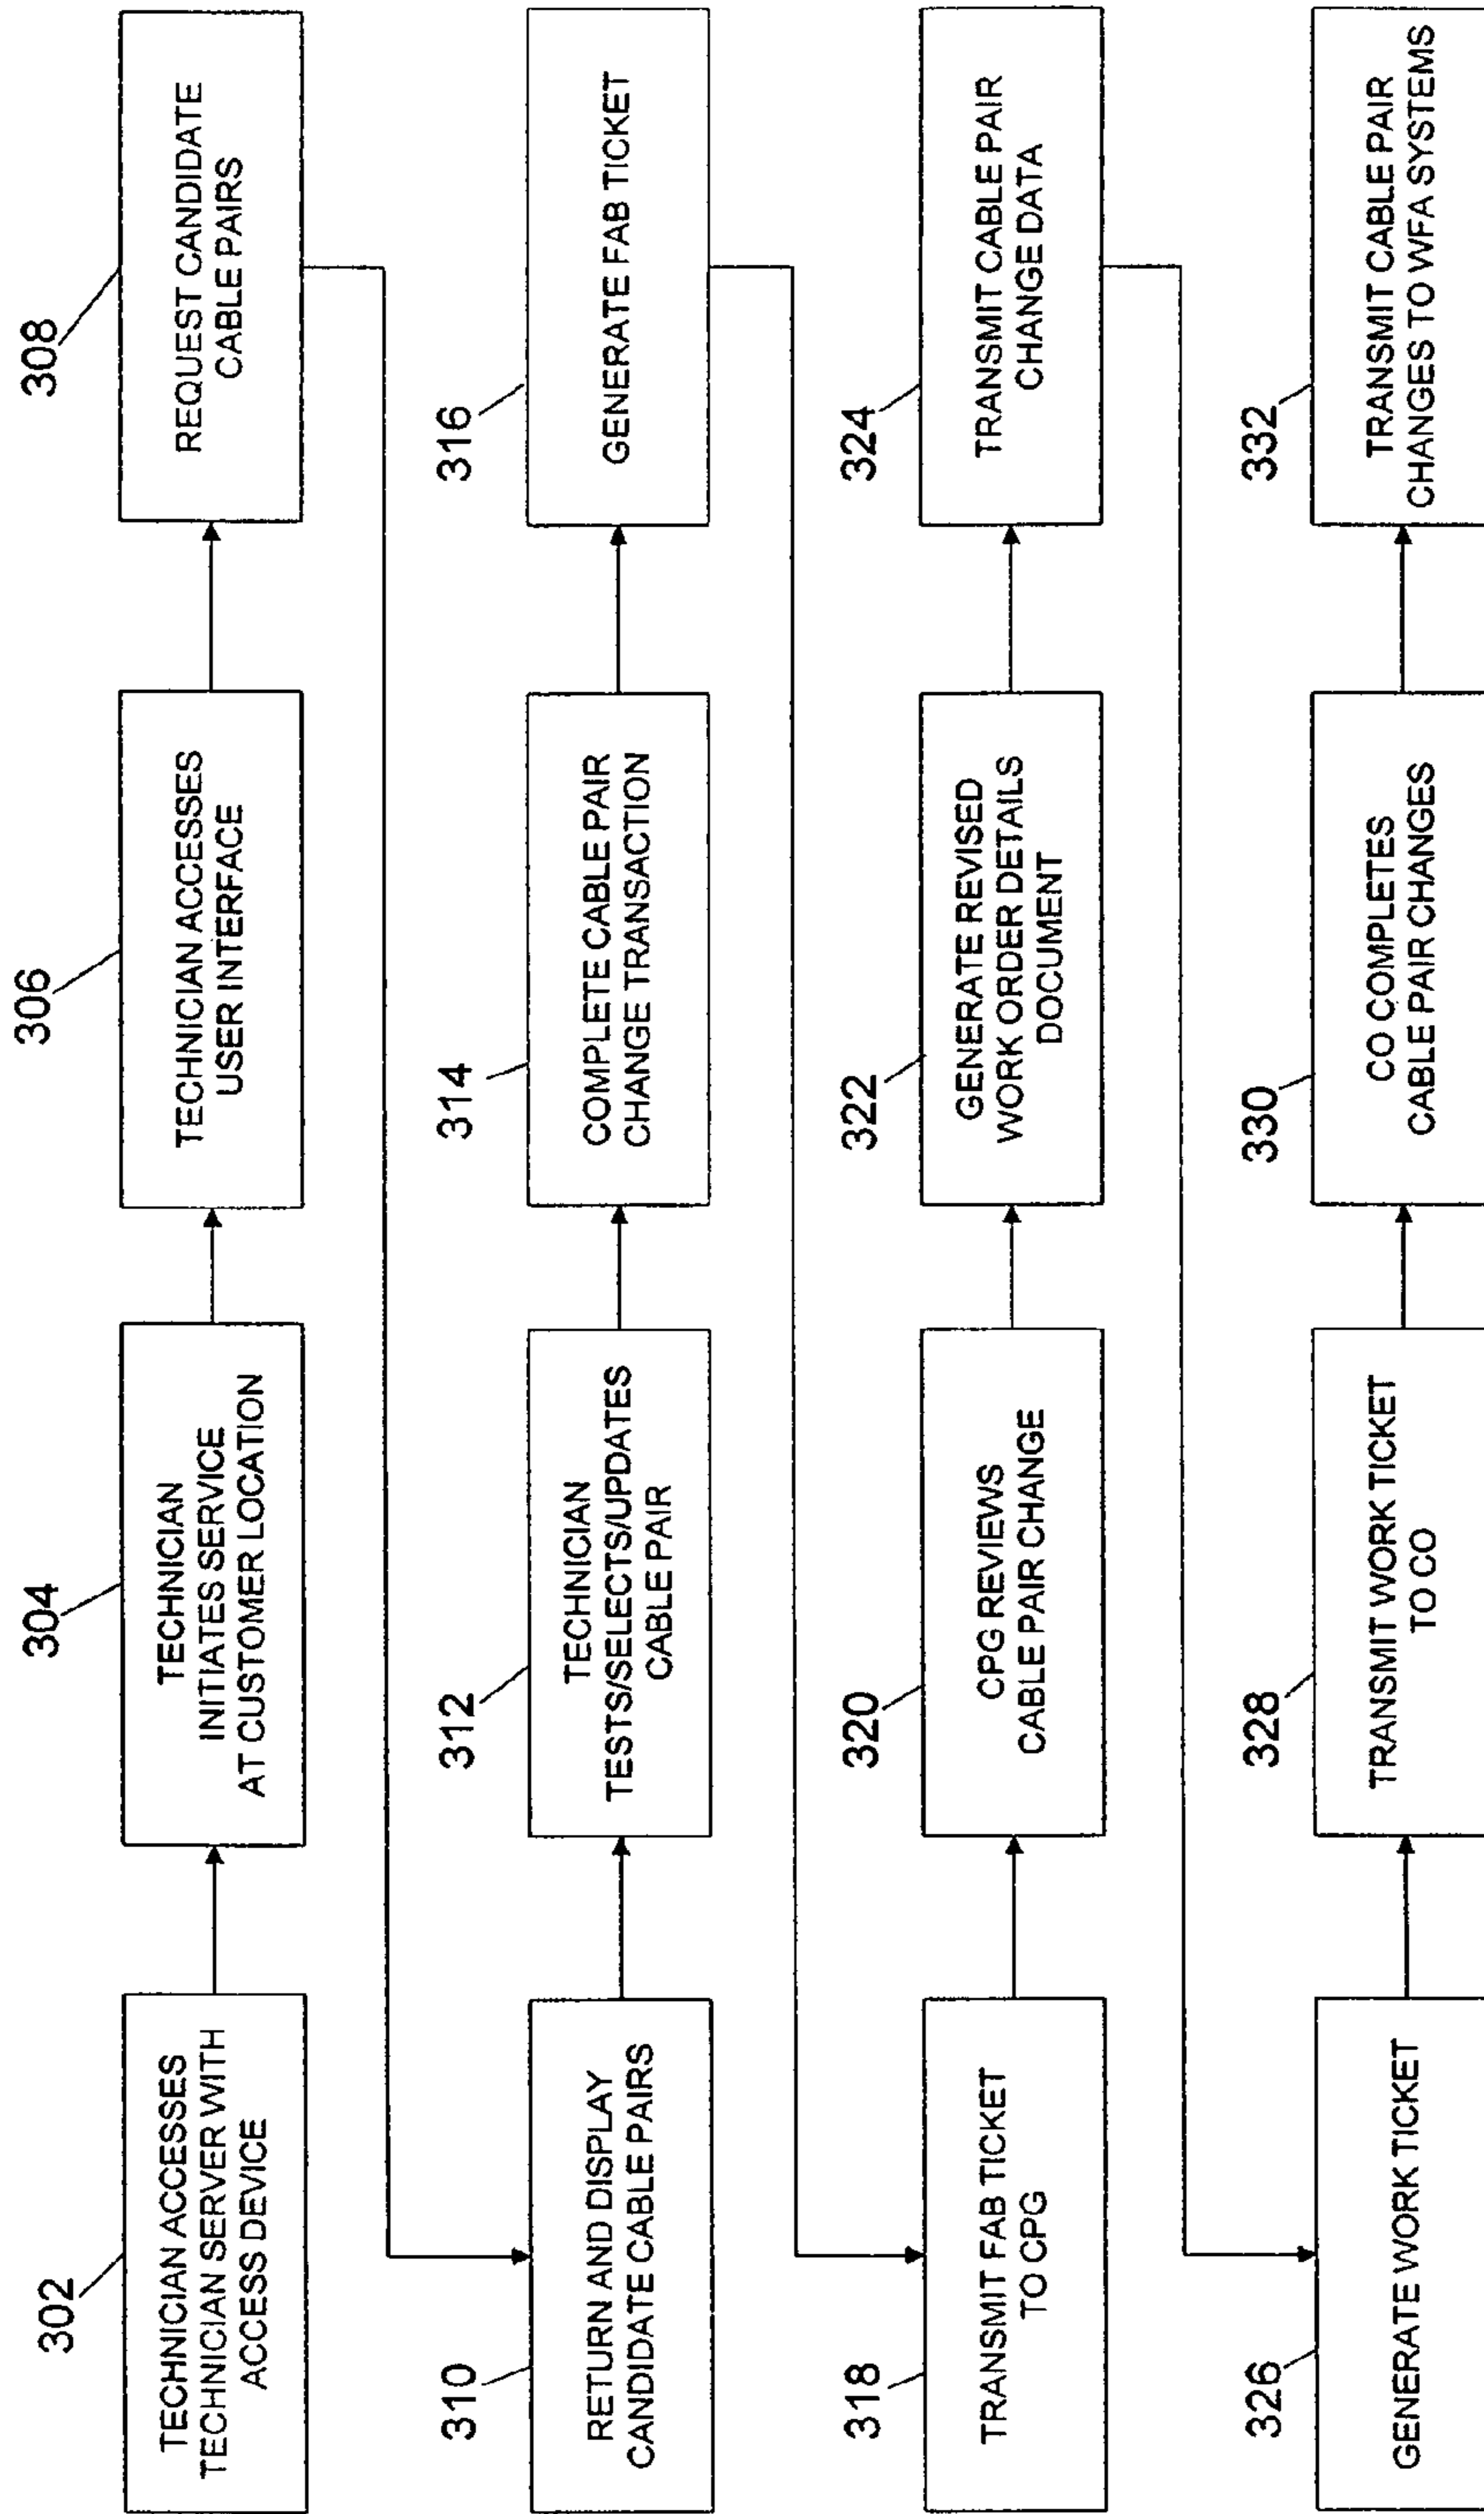 302
TECHNICIAN ACCESSES
TECHNICIAN SERVER WITH
ACCESS DEVICE
304
TECHNICIAN
INITIATES SERVICE
AT CUSTOMER LOCATION
306
TECHNICIAN ACCESSES
USER INTERFACE
308
REQUEST CANDIDATE
CABLE PAIRS
310
RETURN AND DISPLAY
CANDIDATE CABLE PAIRS
312
TECHNICIAN
TESTS/SELECTS/UPDATES
CABLE PAIR
314
COMPLETE CABLE PAIR
CHANGE TRANSACTION
316
GENERATE FAB TICKET
318
TRANSMIT FAB TICKET
TO CPG
320
CPG REVIEWS
CABLE PAIR CHANGE
322
GENERATE REVISED
WORK ORDER DETAILS
DOCUMENT
324
TRANSMIT CABLE PAIR
CHANGE DATA
326
GENERATE WORK TICKET
328
TRANSMIT WORK TICKET
TO CO
330
CO COMPLETES
CABLE PAIR CHANGES
332
TRANSMIT CABLE PAIR
CHANGES TO WFA SYSTEMS